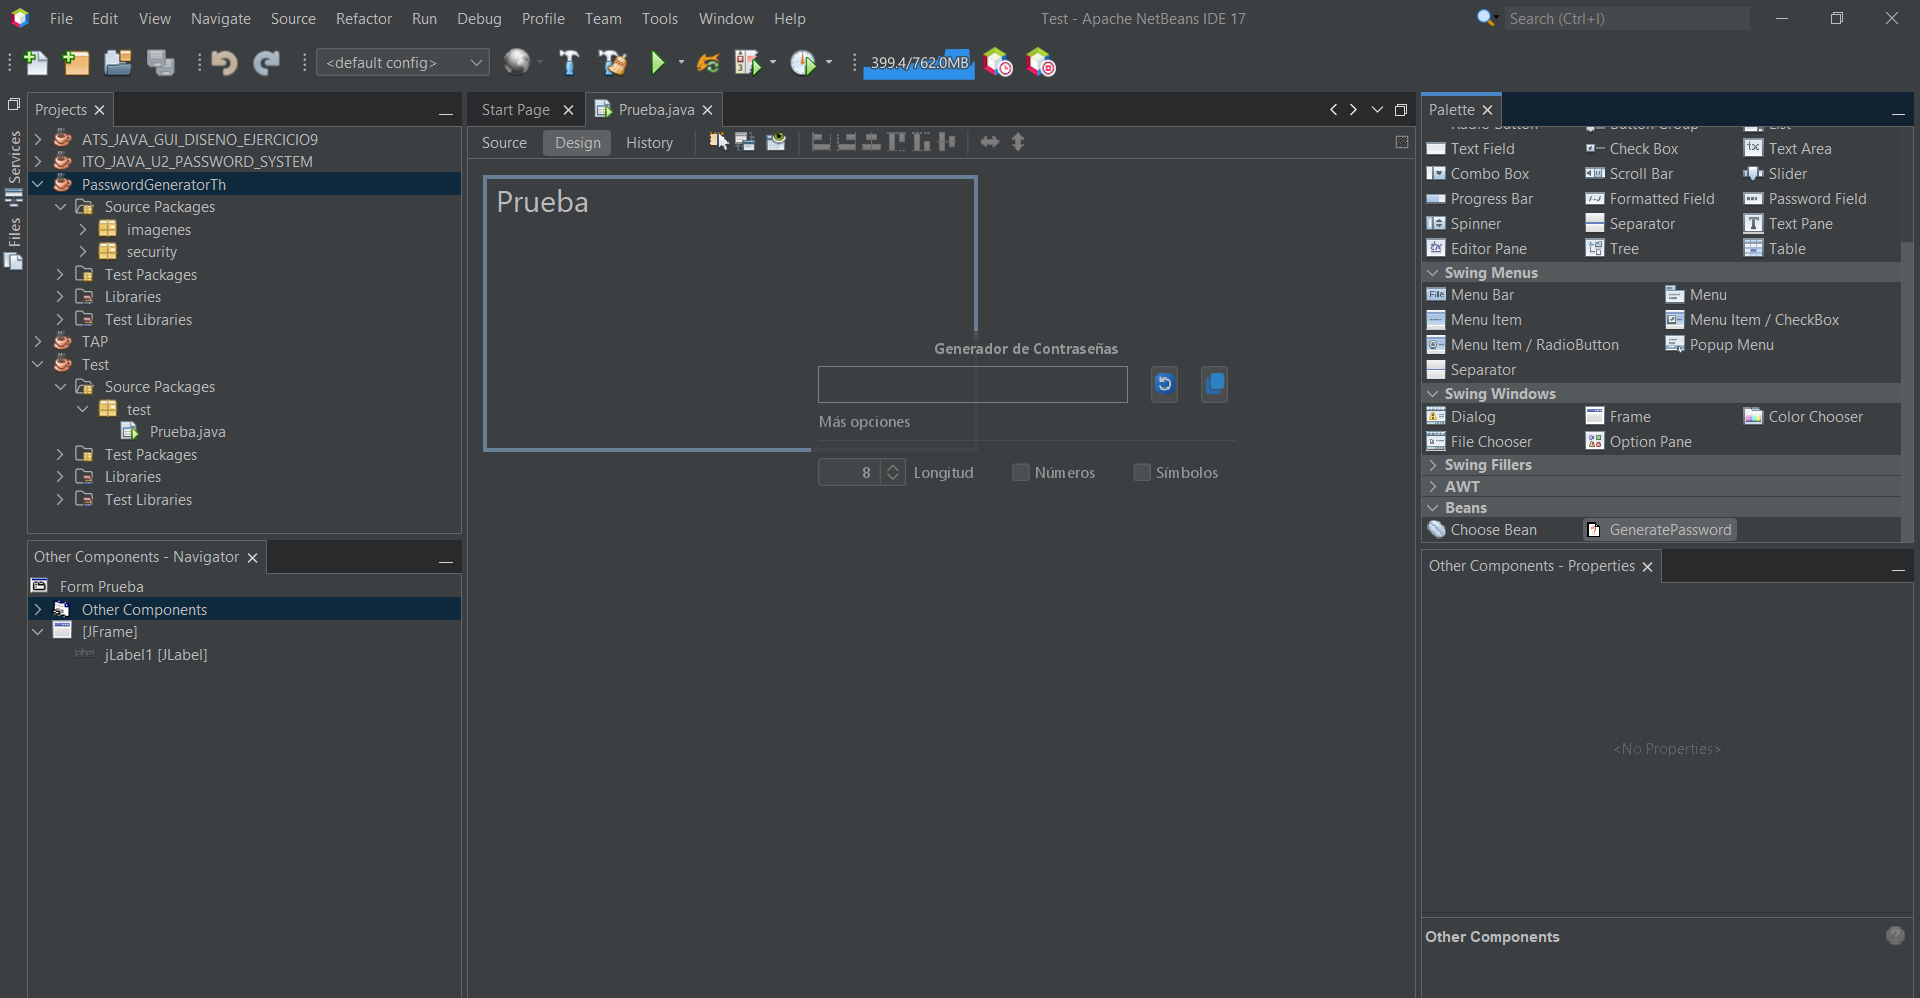 File Edit View Navigate Source Refactor Run Debug Profile Team Tools Window Help
Test - Apache NetBeans IDE 17
Search (Ctrl+I)
<default config>
399.4/762.0MB
Services
Files
Projects
ATS_JAVA_GUI_DISENO_EJERCICIO9
ITO_JAVA_U2_PASSWORD_SYSTEM
PasswordGeneratorTh
Source Packages
imagenes
security
Test Packages
Libraries
Test Libraries
TAP
Test
Source Packages
test
Prueba.java
Test Packages
Libraries
Test Libraries
Other Components - Navigator
Form Prueba
Other Components
[JFrame]
jLabel1 [JLabel]
Start Page Prueba.java
Source Design History
Prueba
Generador de Contraseñas
Más opciones
8 Longitud Números Símbolos
Palette
Radio Button Button Group List
Text Field Check Box Text Area
Combo Box Scroll Bar Slider
Progress Bar Formatted Field Password Field
Spinner Separator Text Pane
Editor Pane Tree Table
Swing Menus
Menu Bar Menu
Menu Item Menu Item / CheckBox
Menu Item / RadioButton Popup Menu
Separator
Swing Windows
Dialog Frame Color Chooser
File Chooser Option Pane
Swing Fillers
AWT
Beans
Choose Bean GeneratePassword
Other Components - Properties
<No Properties>
Other Components